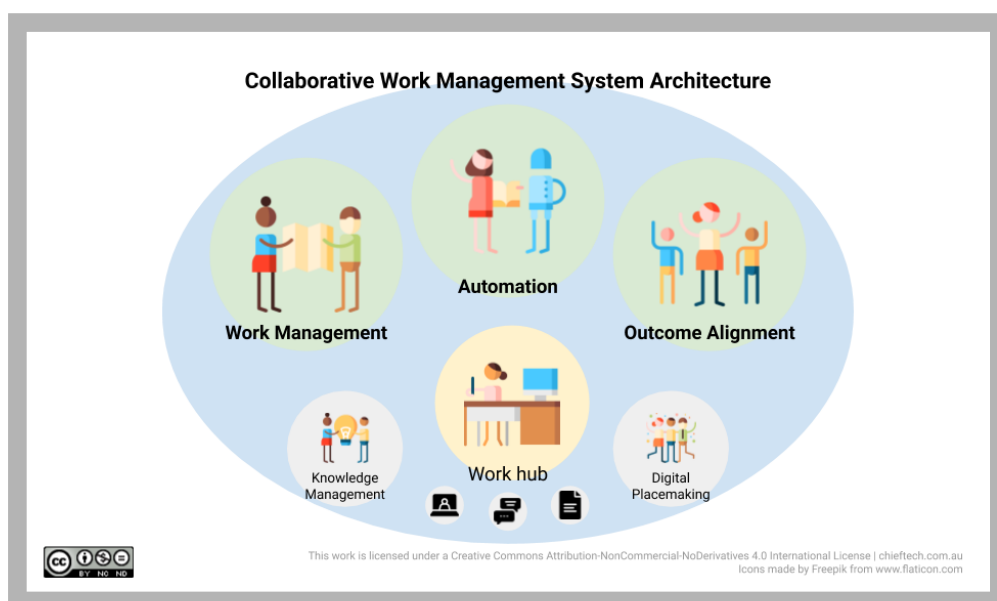 Collaborative Work Management System Architecture
Automation
Work Management
Outcome Alignment
Work hub
Knowledge
Management
Digital
Placemaking
cc
BY NC ND
This work is licensed under a Creative Commons Attribution-NonCommercial-NoDerivatives 4.0 International License | chieftech.com.au
Icons made by Freepik from www.flaticon.com